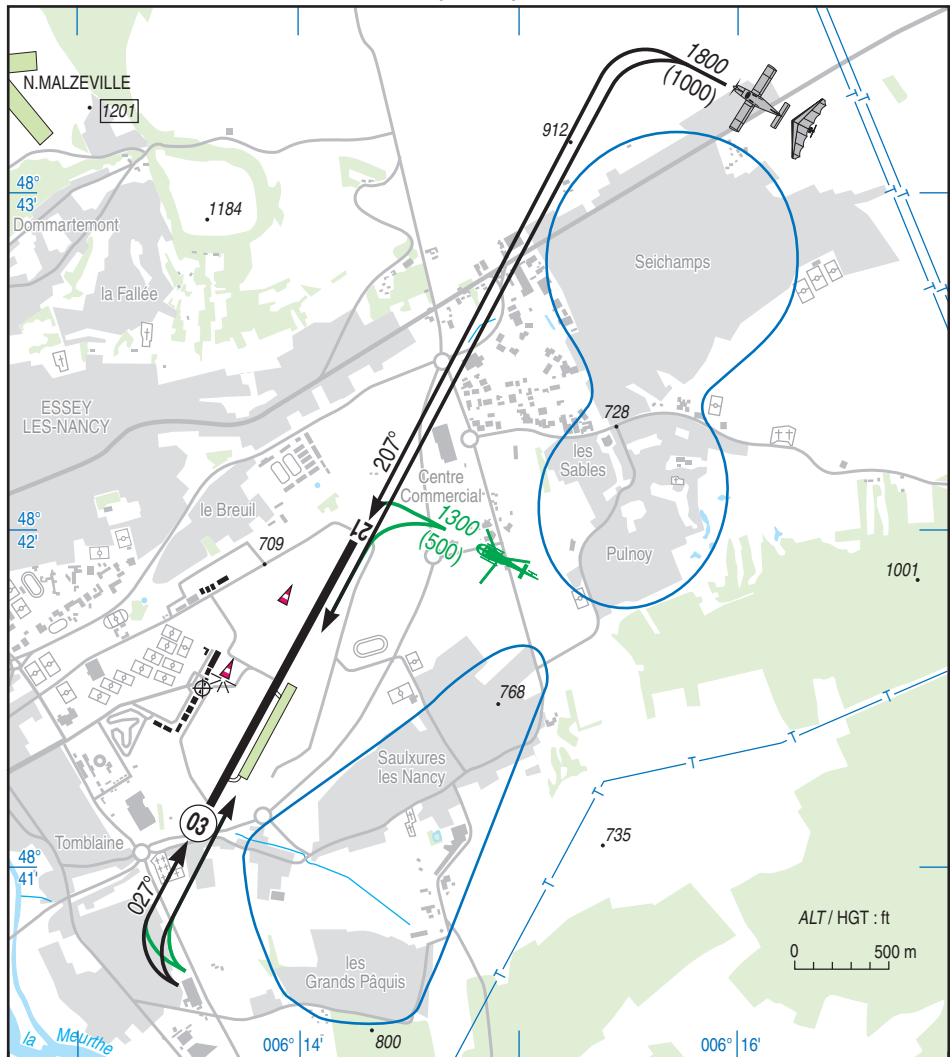 1800
(1000)
N.MALZEVILLE
1201
912
48°
43'
1184
Dommartemont
Seichamps
la Fallée
ESSEY
LES-NANCY
728
207°
les
Sables
Centre
Commercial
le Breuil
1300
(500)
48°
42'
21
709
Pulnoy
1001
768
Saulxures
les Nancy
T
T
T
T
T
T
T
T
T
03
Tomblaine
735
48°
41'
027°
ALT / HGT : ft
0
500 m
les
Grands Pâquis
la Meurthe
006°
14'
800
006°
16'